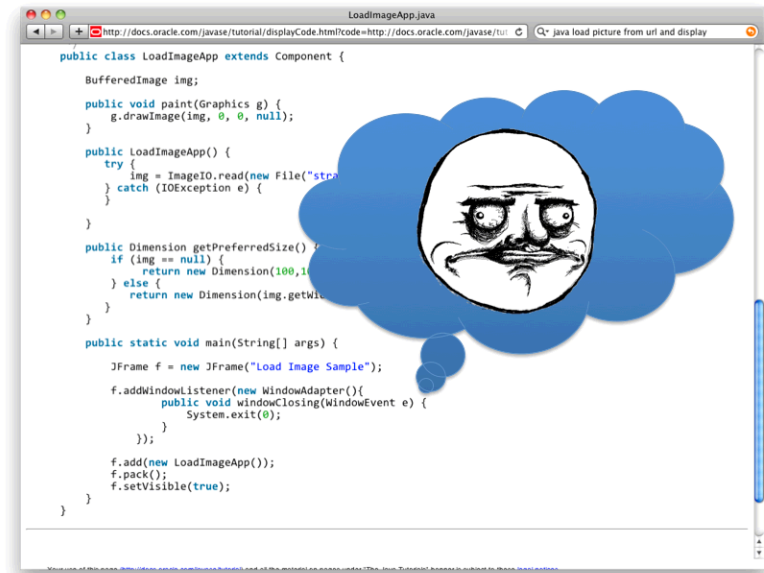 LoadImageApp.java
http://docs.oracle.com/javase/tutorial/displayCode.html?code=http://docs.oracle.com/javase/tut
java load picture from url and display
public class LoadImageApp extends Component {
BufferedImage img;
public void paint(Graphics g) {
g.drawImage(img, 0, 0, null);
}
public LoadImageApp() {
try {
img = ImageIO.read(new File("stra
} catch (IOException e) {
}
}
public Dimension getPreferredSize() {
if (img == null) {
return new Dimension(100,10
} else {
return new Dimension(img.getWid
}
}
public static void main(String[] args) {
JFrame f = new JFrame("Load Image Sample");
f.addWindowListener(new WindowAdapter(){
public void windowClosing(WindowEvent e) {
System.exit(0);
}
});
f.add(new LoadImageApp());
f.pack();
f.setVisible(true);
}
}